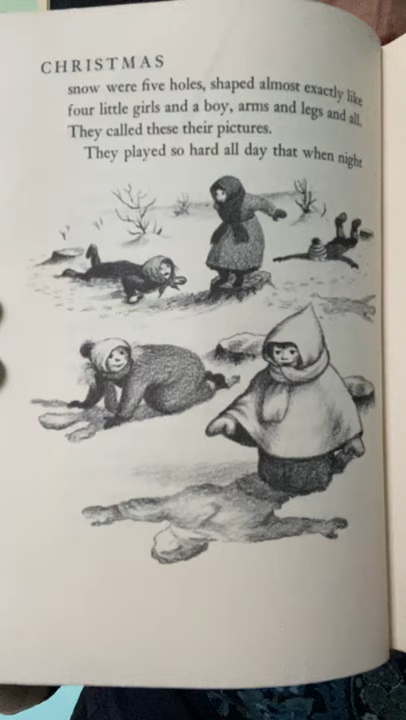 CHRISTMAS
snow were five holes, shaped almost exactly like
four little girls and a boy, arms and legs and all.
They called these their pictures.
They played so hard all day that when night